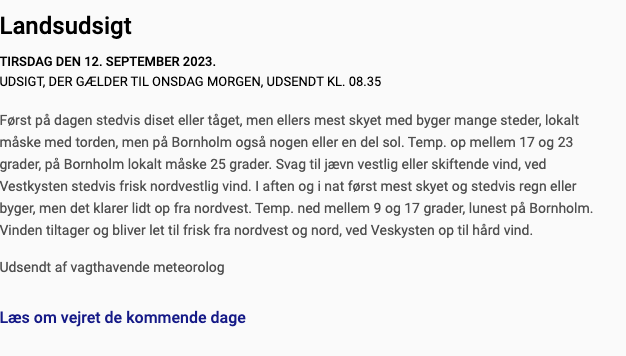 Landsudsigt
TIRSDAG DEN 12. SEPTEMBER 2023.
UDSIGT, DER GÆLDER TIL ONSDAG MORGEN, UDSENDT KL. 08.35
Først på dagen stedvis diset eller tåget, men ellers mest skyet med byger mange steder, lokalt
måske med torden, men på Bornholm også nogen eller en del sol. Temp. op mellem 17 og 23
grader, på Bornholm lokalt måske 25 grader. Svag til jævn vestlig eller skiftende vind, ved
Vestkysten stedvis frisk nordvestlig vind. I aften og i nat først mest skyet og stedvis regn eller
byger, men det klarer lidt op fra nordvest. Temp. ned mellem 9 og 17 grader, lunest på Bornholm.
Vinden tiltager og bliver let til frisk fra nordvest og nord, ved Veskysten op til hård vind.
Udsendt af vagthavende meteorolog
Læs om vejret de kommende dage